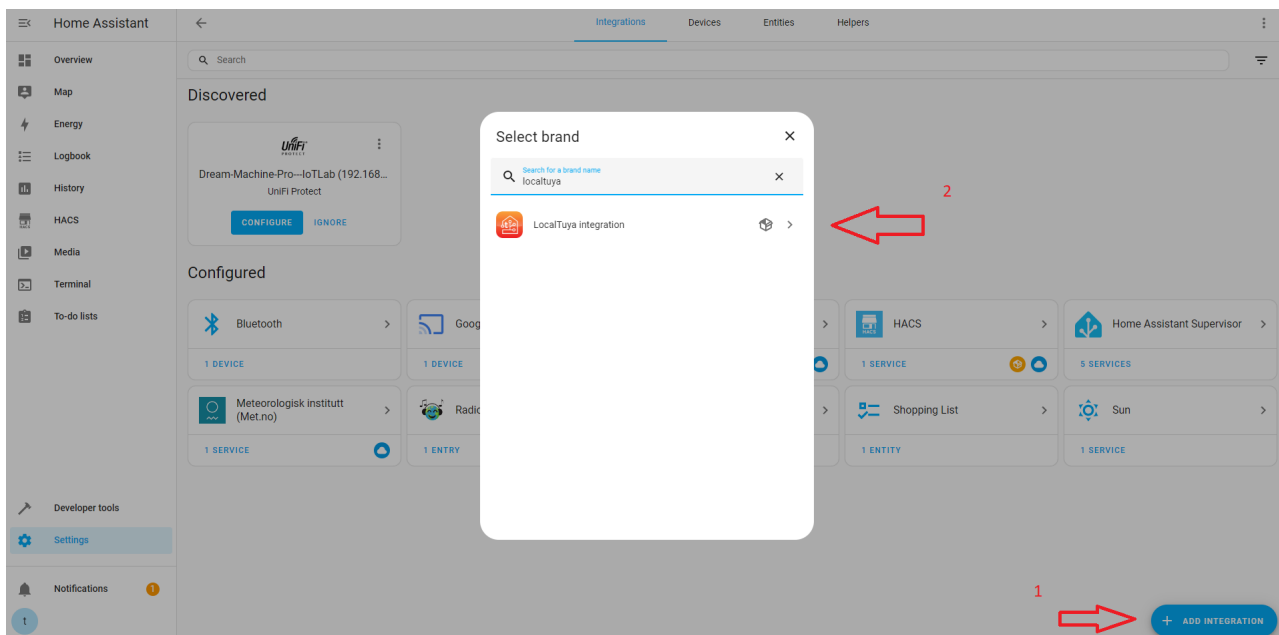 Home Assistant
Integrations
Devices
Entities
Helpers
Overview
Map
Energy
Logbook
History
HACS
Media
Terminal
To-do lists
Developer tools
Settings
Notifications
1
t
Search
Discovered
UniFi
PROTECT
Dream-Machine-Pro---IoTLab (192.168...
UniFi Protect
CONFIGURE
IGNORE
Configured
Bluetooth
1 DEVICE
Goog
1 DEVICE
HACS
HACS
1 SERVICE
Home Assistant Supervisor
5 SERVICES
Meteorologisk institutt
(Met.no)
1 SERVICE
Radio
1 ENTRY
Shopping List
1 ENTITY
Sun
1 SERVICE
Select brand
Search for a brand name
localtuya
LocalTuya integration
2
1
ADD INTEGRATION